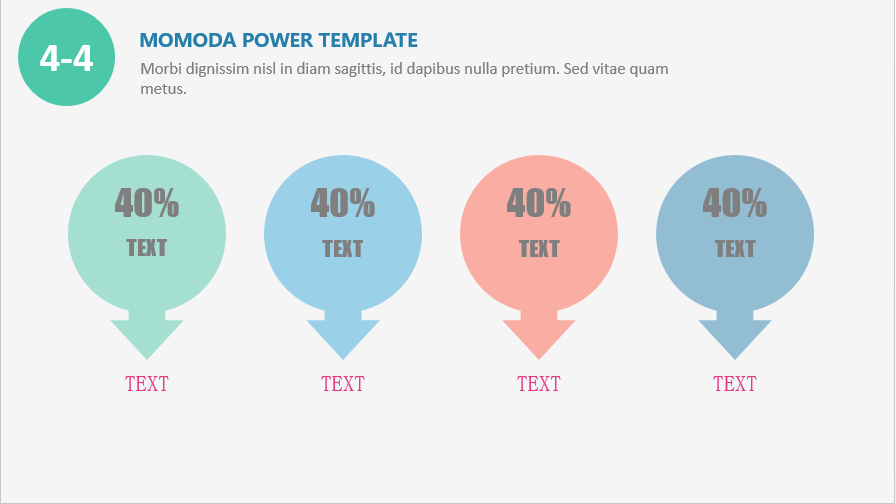 4-4
MOMODA POWER TEMPLATE
Morbi dignissim nisl in diam sagittis, id dapibus nulla pretium. Sed vitae quam
metus.
40%
TEXT
40%
TEXT
40%
TEXT
40%
TEXT
TEXT
TEXT
TEXT
TEXT